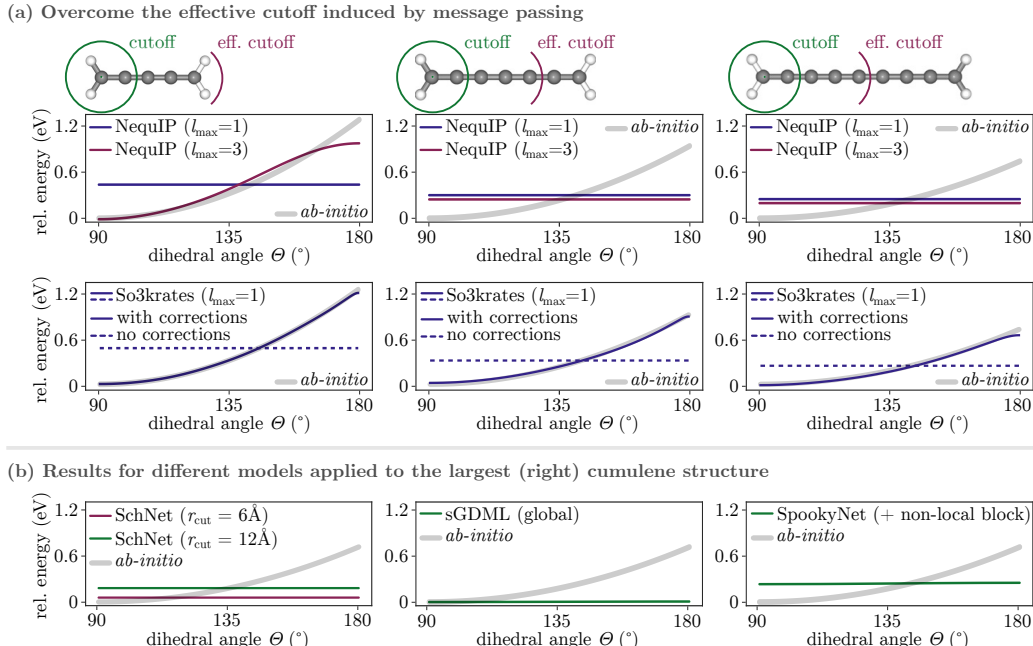 (a) Overcome the effective cutoff induced by message passing
cutoff eff. cutoff
cutoff eff. cutoff
cutoff eff. cutoff
rel. energy (eV)
1.2
0.6
0
NequIP (lmax=1)
NequIP (lmax=3)
ab-initio
90 135 180
dihedral angle Θ (°)
1.2
0.6
0
NequIP (lmax=1)
NequIP (lmax=3)
ab-initio
90 135 180
dihedral angle Θ (°)
1.2
0.6
0
NequIP (lmax=1)
NequIP (lmax=3)
ab-initio
90 135 180
dihedral angle Θ (°)
rel. energy (eV)
1.2
0.6
0
So3krates (lmax=1)
with corrections
no corrections
ab-initio
90 135 180
dihedral angle Θ (°)
1.2
0.6
0
So3krates (lmax=1)
with corrections
no corrections
ab-initio
90 135 180
dihedral angle Θ (°)
1.2
0.6
0
So3krates (lmax=1)
with corrections
no corrections
ab-initio
90 135 180
dihedral angle Θ (°)
(b) Results for different models applied to the largest (right) cumulene structure
rel. energy (eV)
1.2
0.6
0
SchNet (rcut = 6Å)
SchNet (rcut = 12Å)
ab-initio
90 135 180
dihedral angle Θ (°)
1.2
0.6
0
sGDML (global)
ab-initio
90 135 180
dihedral angle Θ (°)
1.2
0.6
0
SpookyNet (+ non-local block)
ab-initio
90 135 180
dihedral angle Θ (°)